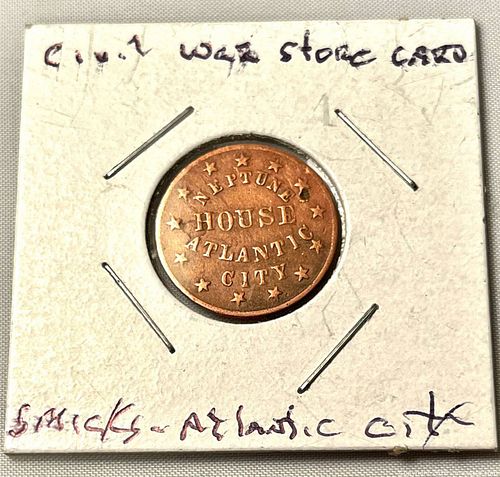 Civil War Store Card
NEPTUNE
HOUSE
ATLANTIC
CITY
Smicks - Atlantic City